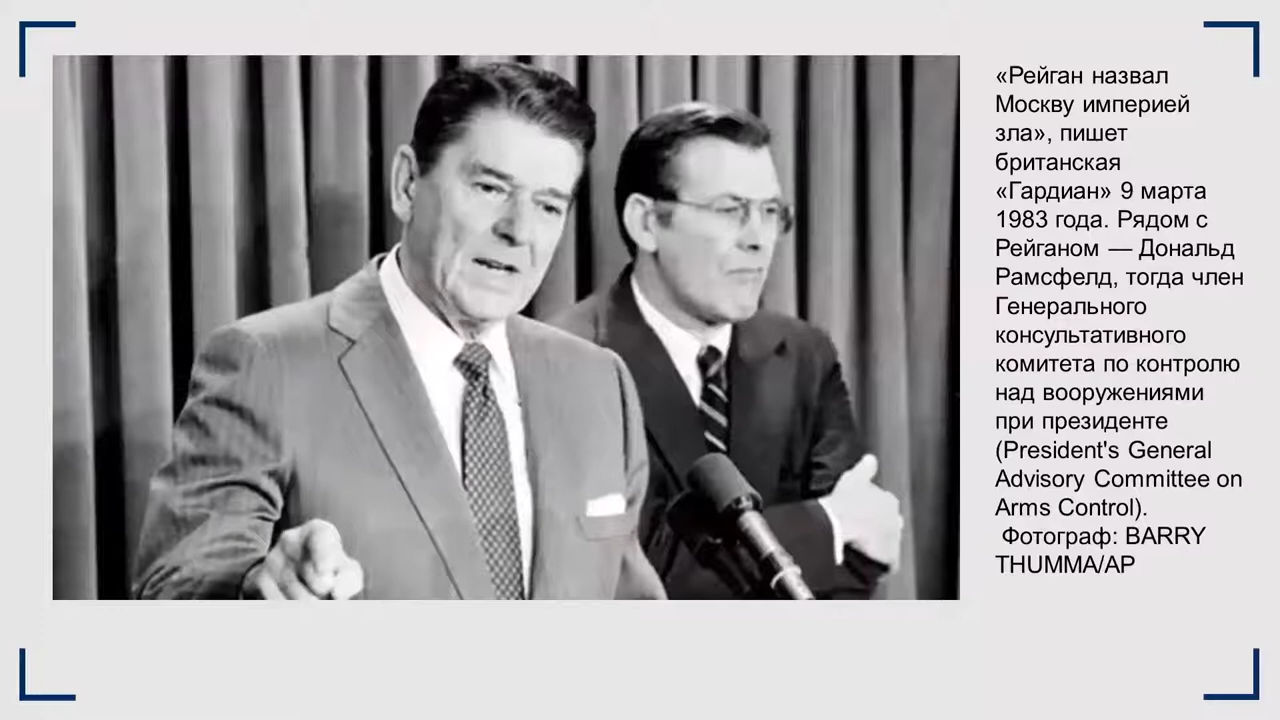 «Рейган назвал
Москву империей
зла», пишет
британская
«Гардиан» 9 марта
1983 года. Рядом с
Рейганом — Дональд
Рамсфелд, тогда член
Генерального
консультативного
комитета по контролю
над вооружениями
при президенте
(President's General
Advisory Committee on
Arms Control).
Фотограф: BARRY
THUMMA/AP